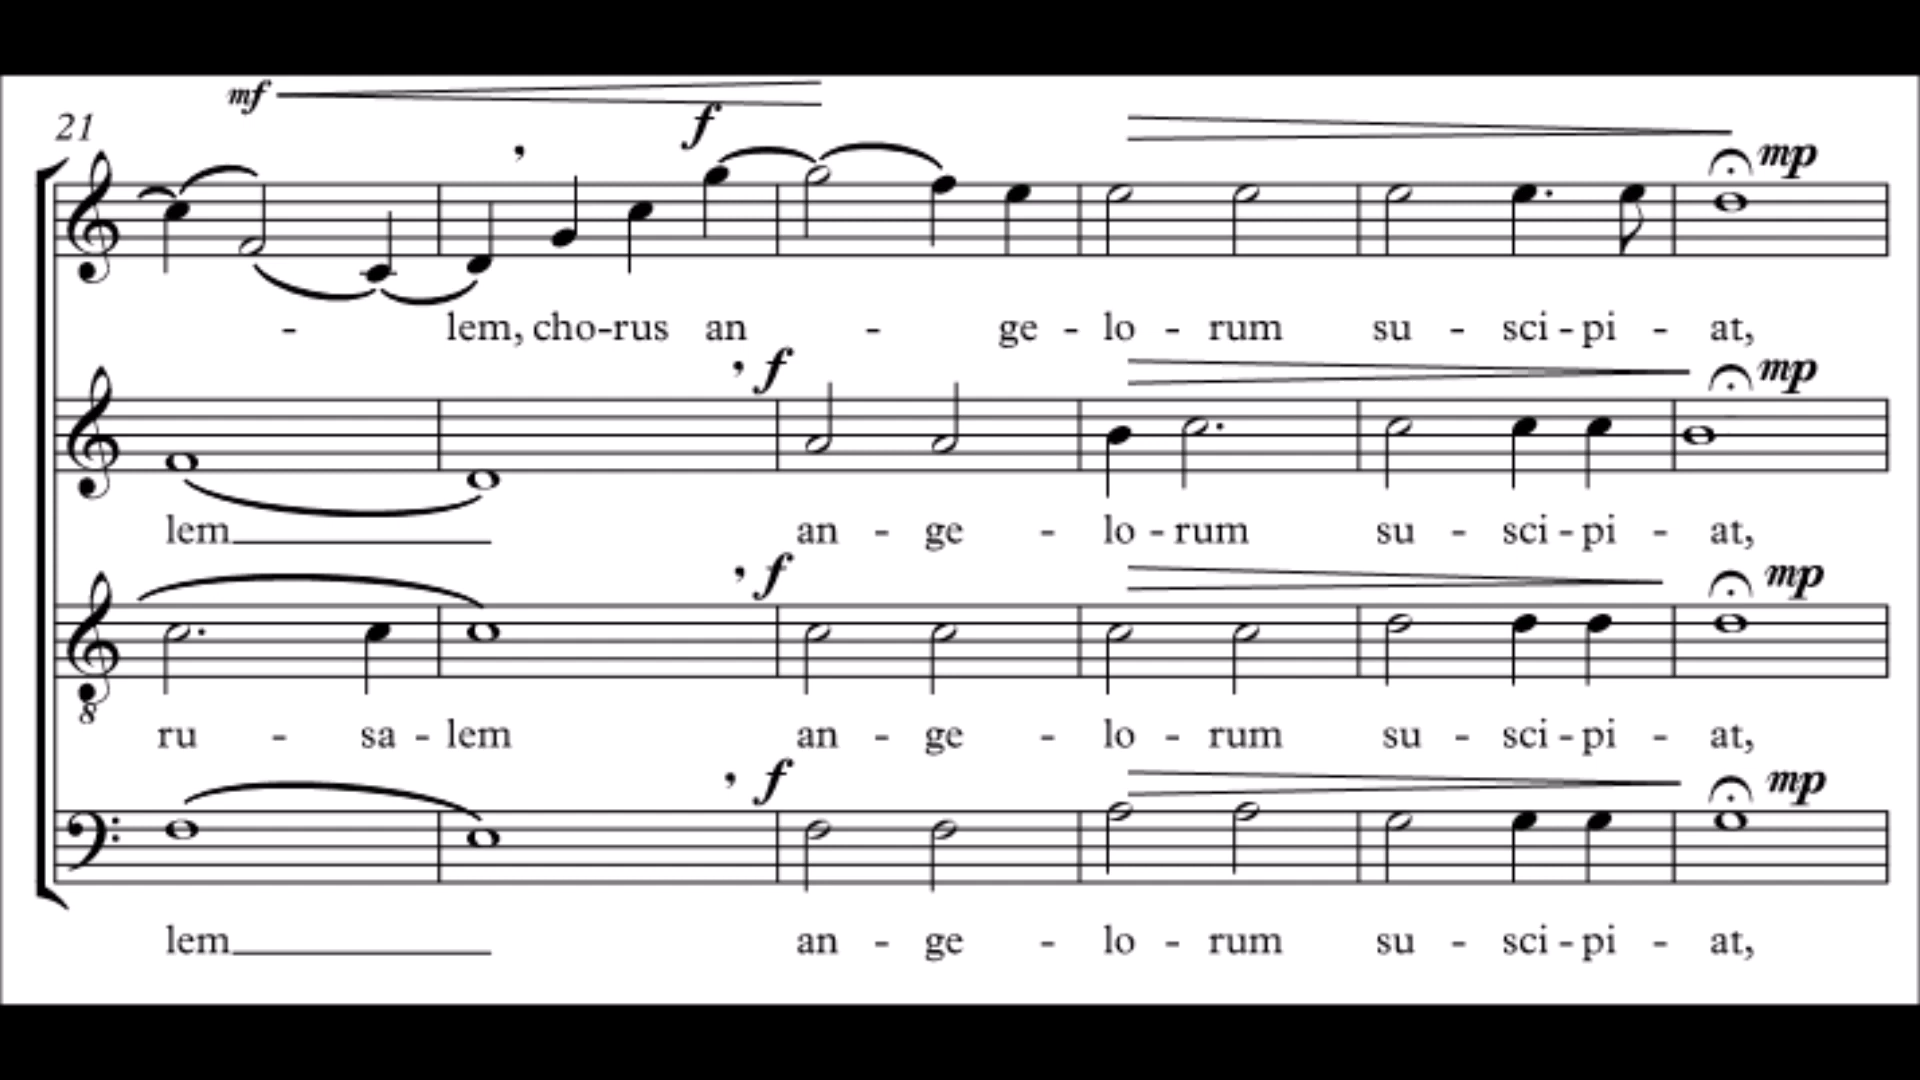 mf
f
21
mp
- lem, cho-rus an - ge - lo - rum su - sci - pi - at,
f
mp
lem an - ge - lo - rum su - sci - pi - at,
f
mp
8
ru - sa - lem an - ge - lo - rum su - sci - pi - at,
f
mp
lem an - ge - lo - rum su - sci - pi - at,